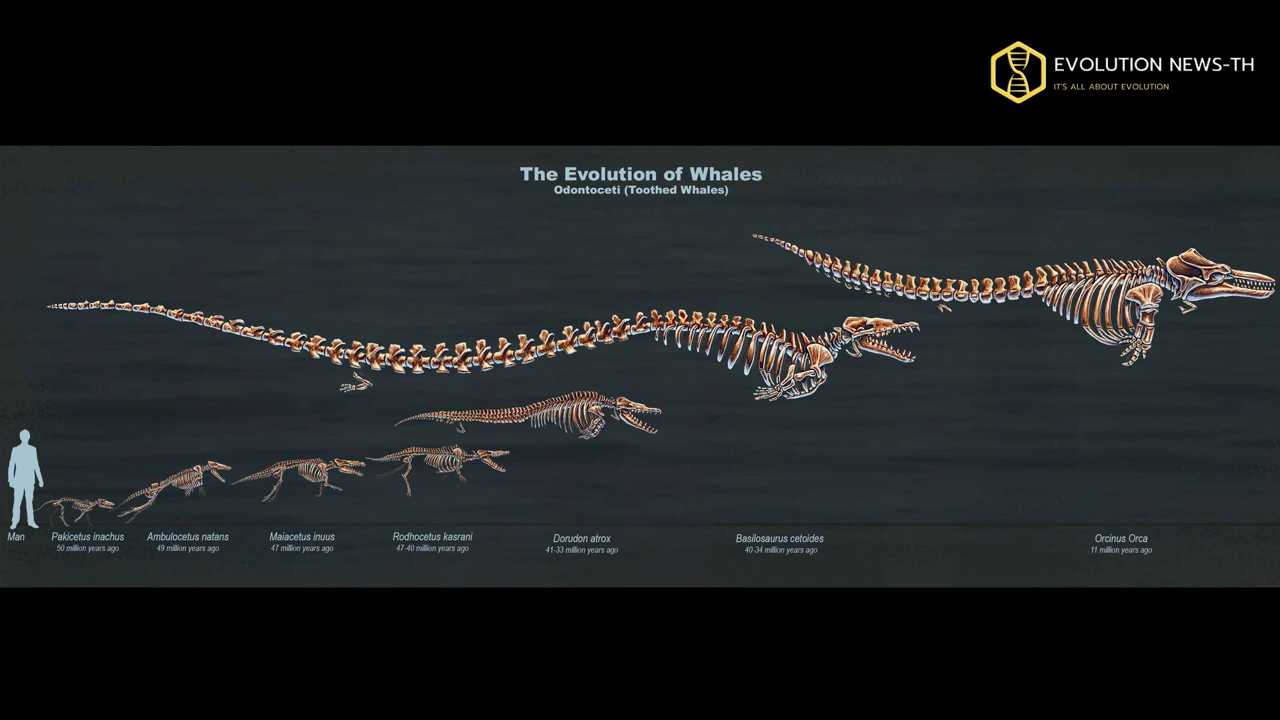 EVOLUTION NEWS-TH
IT'S ALL ABOUT EVOLUTION
The Evolution of Whales
Odontoceti (Toothed Whales)
Man
Pakicetus inachus
50 million years ago
Ambulocetus natans
49 million years ago
Maiacetus inuus
47 million years ago
Rodhocetus kasrani
47-40 million years ago
Dorudon atrox
41-33 million years ago
Basilosaurus cetoides
40-34 million years ago
Orcinus Orca
11 million years ago